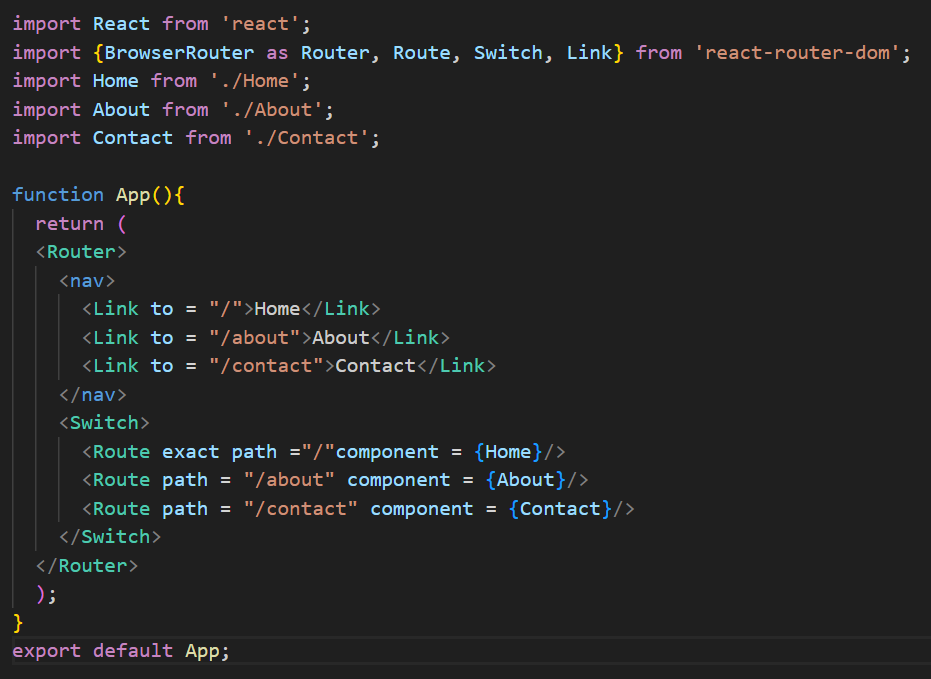 import React from 'react';
import {BrowserRouter as Router, Route, Switch, Link} from 'react-router-dom';
import Home from './Home';
import About from './About';
import Contact from './Contact';

function App(){
  return (
  <Router>
    <nav>
      <Link to = "/">Home</Link>
      <Link to = "/about">About</Link>
      <Link to = "/contact">Contact</Link>
    </nav>
    <Switch>
      <Route exact path ="/"component = {Home}/>
      <Route path = "/about" component = {About}/>
      <Route path = "/contact" component = {Contact}/>
    </Switch>
  </Router>
  );
}
export default App;